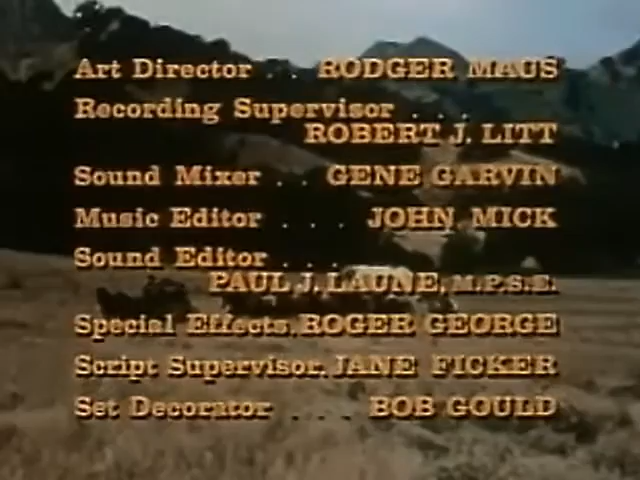 Art Director . . RODGER MAUS
Recording Supervisor . . .
ROBERT J. LITT
Sound Mixer . . GENE GARVIN
Music Editor . . . JOHN MICK
Sound Editor . . .
PAUL J. LAUNE, M.P.S.E.
Special Effects. ROGER GEORGE
Script Supervisor. JANE FICKER
Set Decorator . . . . BOB GOULD